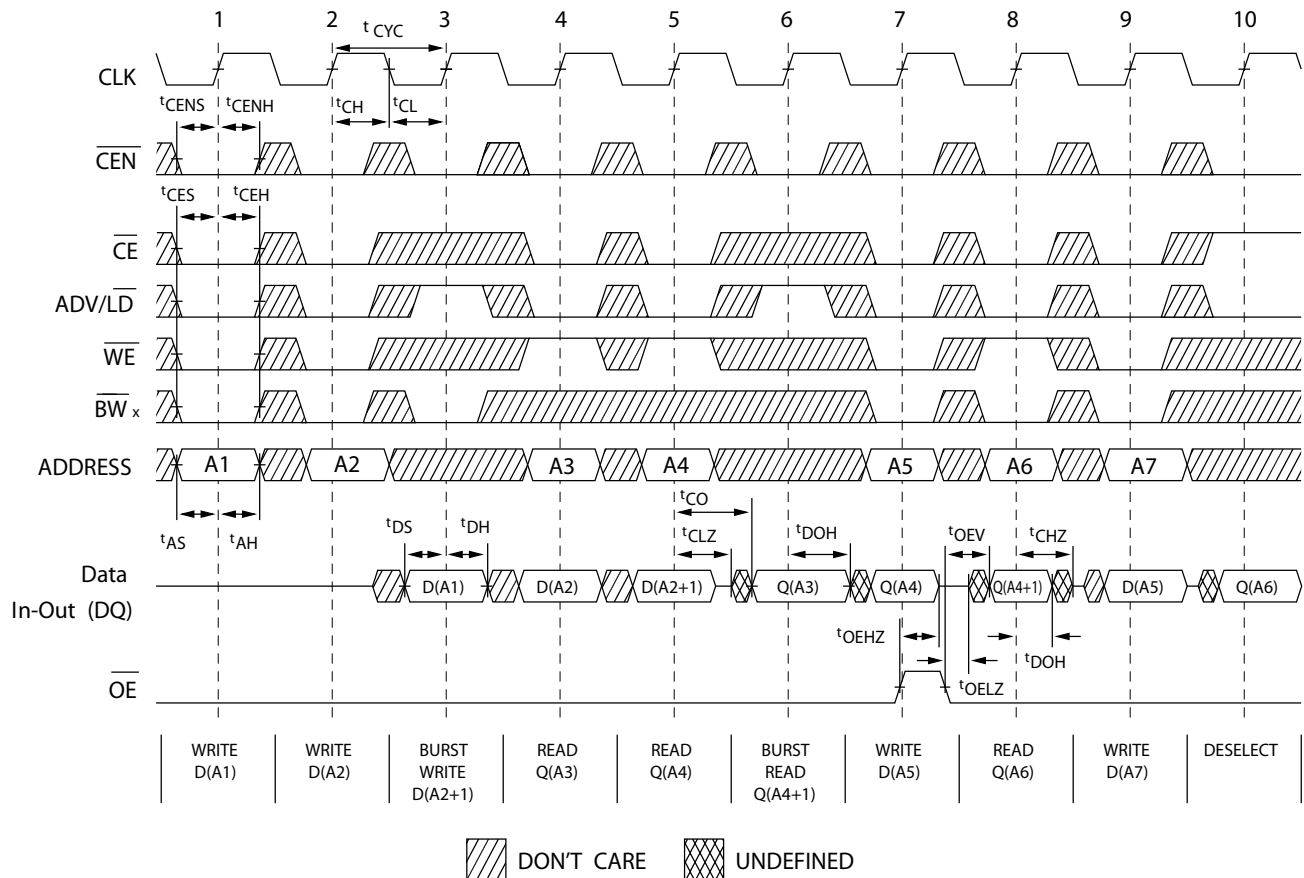 1 2 3 4 5 6 7 8 9 10
t CYC
CLK
tCENS tCENH tCH tCL
CEN
tCES tCEH
CE
ADV/LD
WE
BW x
ADDRESS A1 A2 A3 A4 A5 A6 A7
tAS tAH tDS tDH tCO tCLZ tDOH tOEV tCHZ
Data
In-Out (DQ)
D(A1) D(A2) D(A2+1) Q(A3) Q(A4) Q(A4+1) D(A5) Q(A6)
tOEHZ tDOH
tOELZ
OE
WRITE
D(A1)
WRITE
D(A2)
BURST
WRITE
D(A2+1)
READ
Q(A3)
READ
Q(A4)
BURST
READ
Q(A4+1)
WRITE
D(A5)
READ
Q(A6)
WRITE
D(A7)
DESELECT
DON'T CARE UNDEFINED